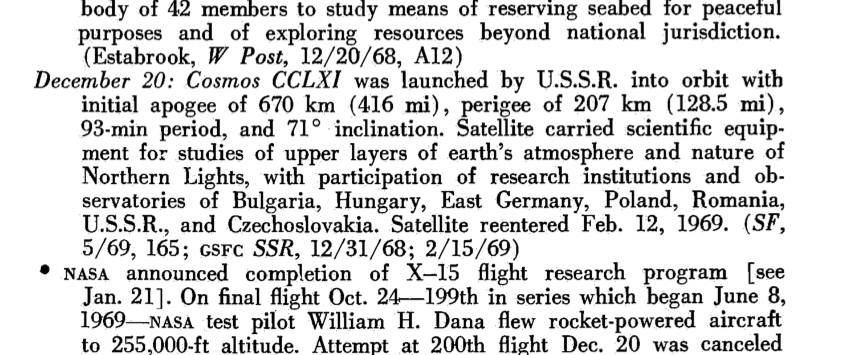 body of 42 members to study means of reserving seabed for peaceful
purposes and of exploring resources beyond national jurisdiction.
(Estabrook, W Post, 12/20/68, A12)
December 20: Cosmos CCLXI was launched by U.S.S.R. into orbit with
initial apogee of 670 km (416 mi), perigee of 207 km (128.5 mi),
93-min period, and 71° inclination. Satellite carried scientific equip-
ment for studies of upper layers of earth's atmosphere and nature of
Northern Lights, with participation of research institutions and ob-
servatories of Bulgaria, Hungary, East Germany, Poland, Romania,
U.S.S.R., and Czechoslovakia. Satellite reentered Feb. 12, 1969. (SF,
5/69, 165; GSFC SSR, 12/31/68; 2/15/69)
• NASA announced completion of X–15 flight research program [see
Jan. 21]. On final flight Oct. 24—199th in series which began June 8,
1969—NASA test pilot William H. Dana flew rocket-powered aircraft
to 255,000-ft altitude. Attempt at 200th flight Dec. 20 was canceled